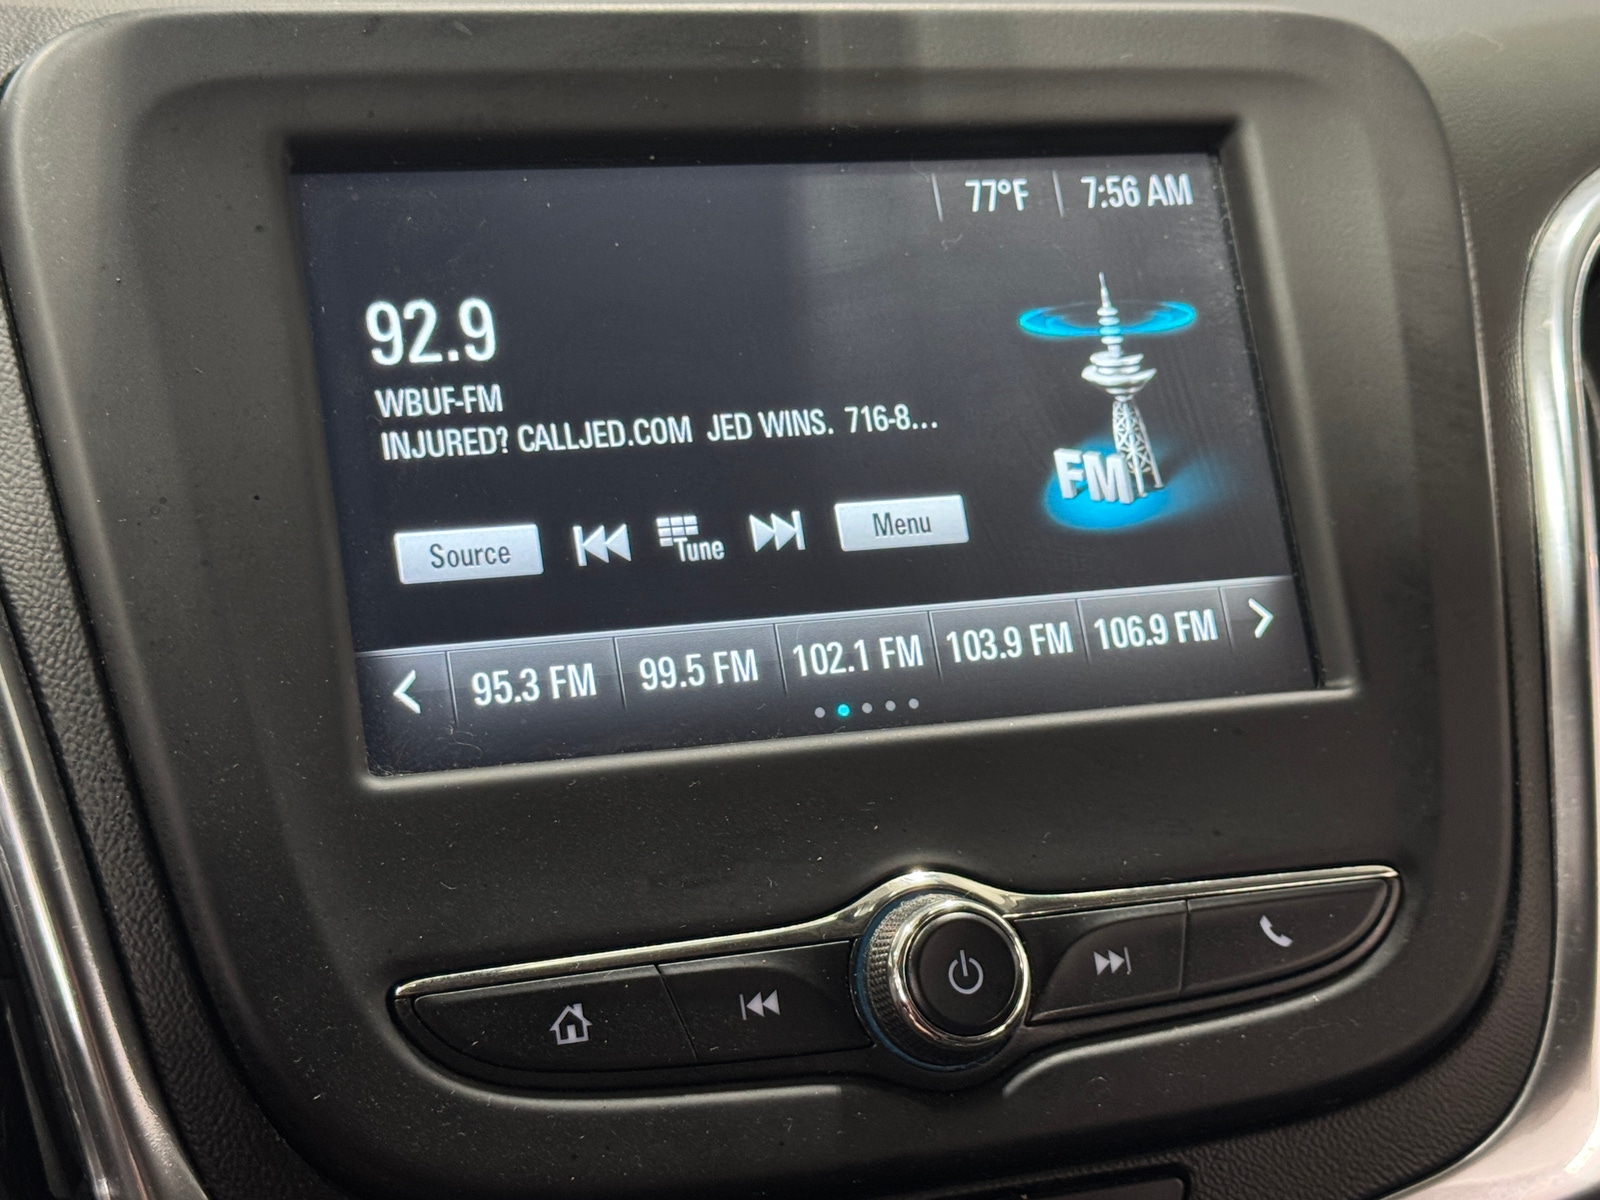 77°F 7:56 AM
92.9
WBUF-FM
INJURED? CALLJED.COM JED WINS. 716-8...
FM
Source Tune Menu
95.3 FM 99.5 FM 102.1 FM 103.9 FM 106.9 FM